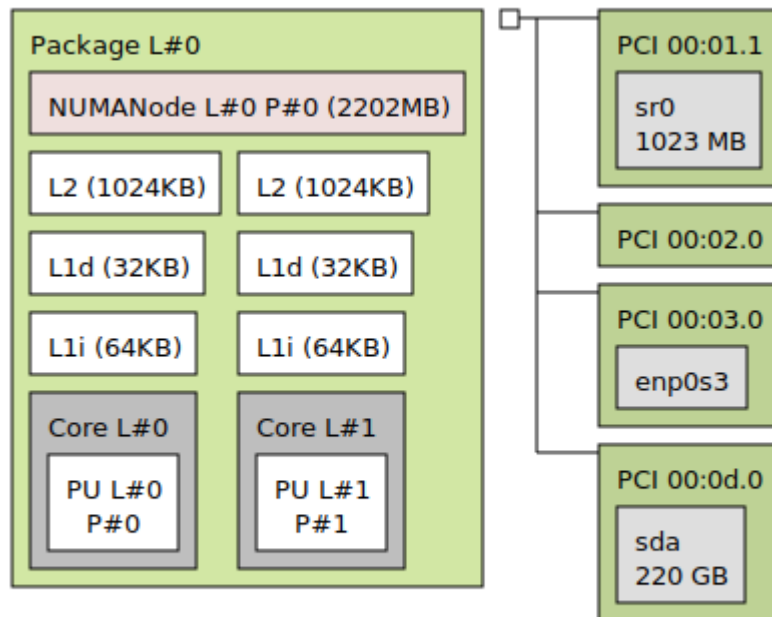 Package L#0
NUMANode L#0 P#0 (2202MB)
L2 (1024KB)
L2 (1024KB)
L1d (32KB)
L1d (32KB)
L1i (64KB)
L1i (64KB)
Core L#0
PU L#0
P#0
Core L#1
PU L#1
P#1
PCI 00:01.1
sr0
1023 MB
PCI 00:02.0
PCI 00:03.0
enp0s3
PCI 00:0d.0
sda
220 GB